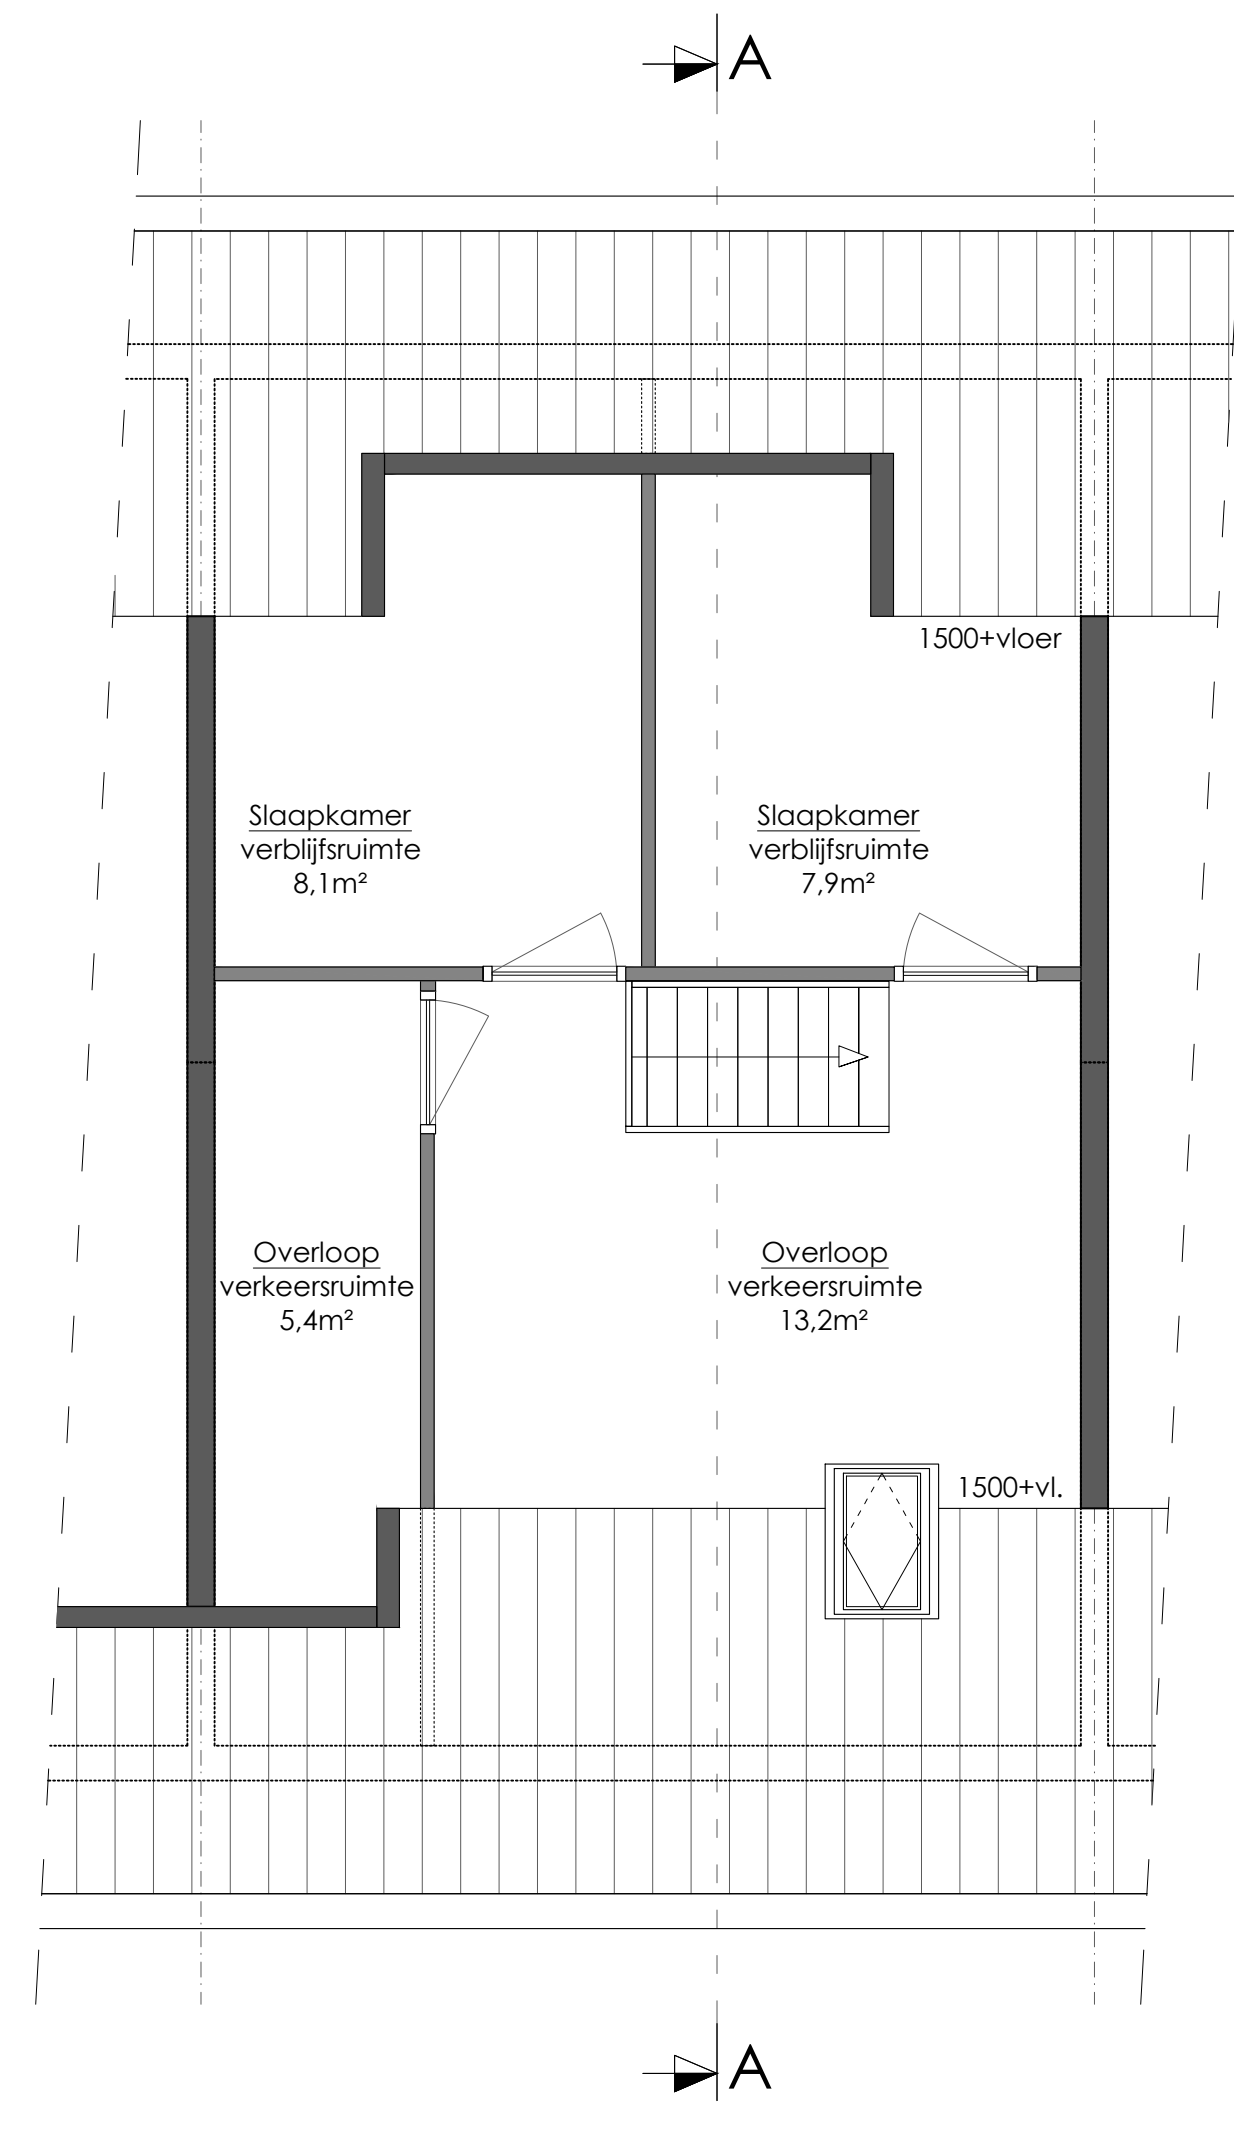 A
1500+vloer
Slaapkamer
verblijfsruimte
8,1m²
Slaapkamer
verblijfsruimte
7,9m²
Overloop
verkeersruimte
5,4m²
Overloop
verkeersruimte
13,2m²
1500+vl.
A